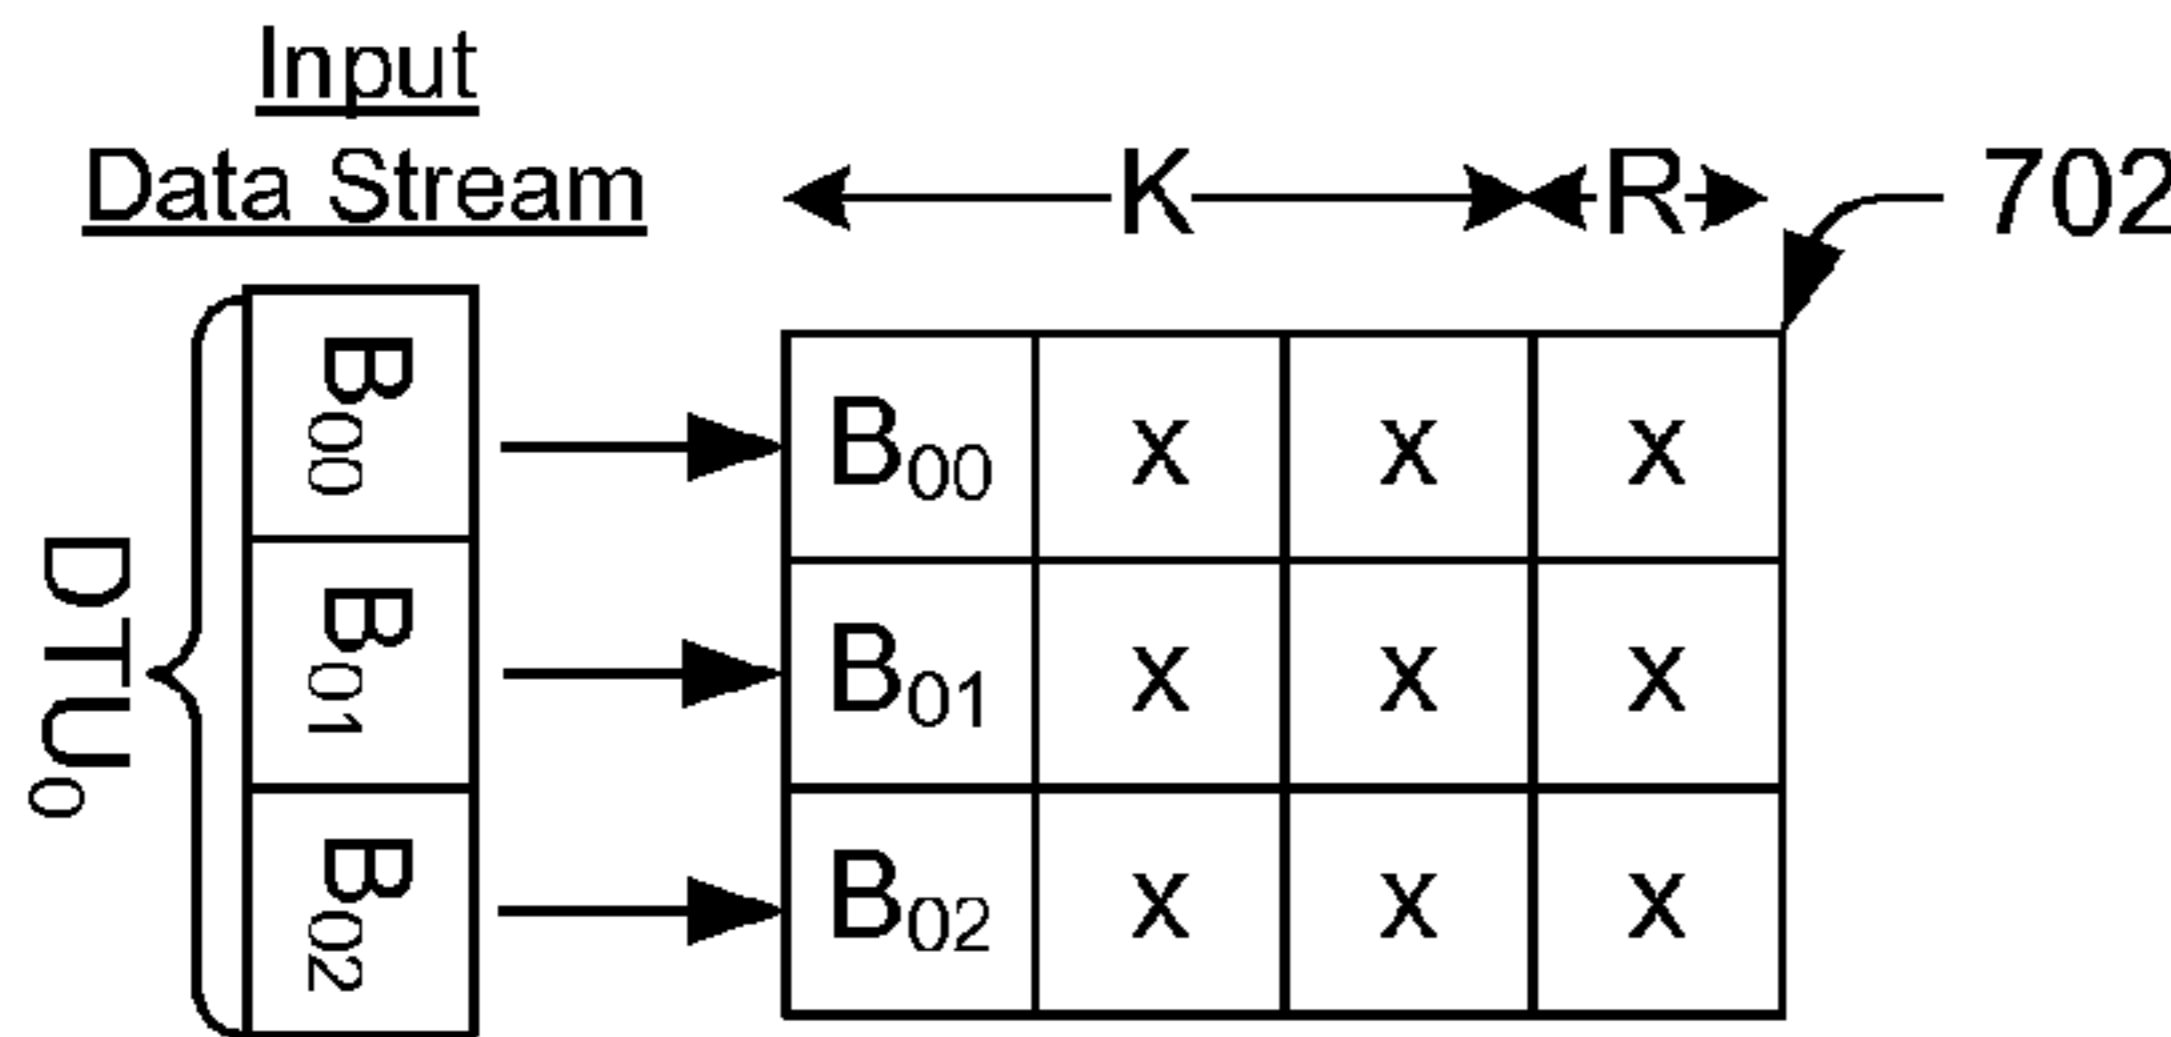 Input
Data Stream
K R 702
DTU₀
B₀₀
B₀₁
B₀₂
B₀₀ x x x
B₀₁ x x x
B₀₂ x x x